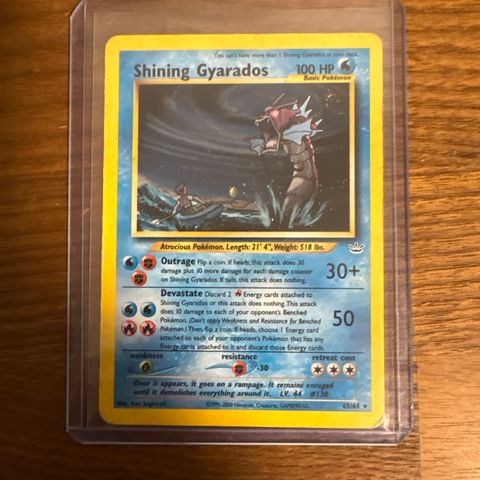 You can't have more than 1 Shining Gyarados in your deck.
Shining Gyarados 100 HP
Basic Pokémon
Atrocious Pokémon. Length: 21' 4", Weight: 518 lbs.
Outrage Flip a coin. If heads, this attack does 30
damage plus 10 more damage for each damage counter
on Shining Gyarados. If tails, this attack does nothing.
30+
Devastate Discard 2 Energy cards attached to
Shining Gyarados or this attack does nothing. This attack
does 10 damage to each of your opponent's Benched
Pokémon. (Don't apply Weakness and Resistance for Benched
Pokémon.) Then, flip a coin. If heads, choose 1 Energy card
attached to each of your opponent's Pokémon that has any
Energy cards attached to it and discard those Energy cards.
50
weakness resistance retreat cost
-30
Once it appears, it goes on a rampage. It remains enraged
until it demolishes everything around it. LV. 44 #130
Illus. Ken Sugimori
©1995-2000 Nintendo, Creatures, GAMEFREAK.
65/64